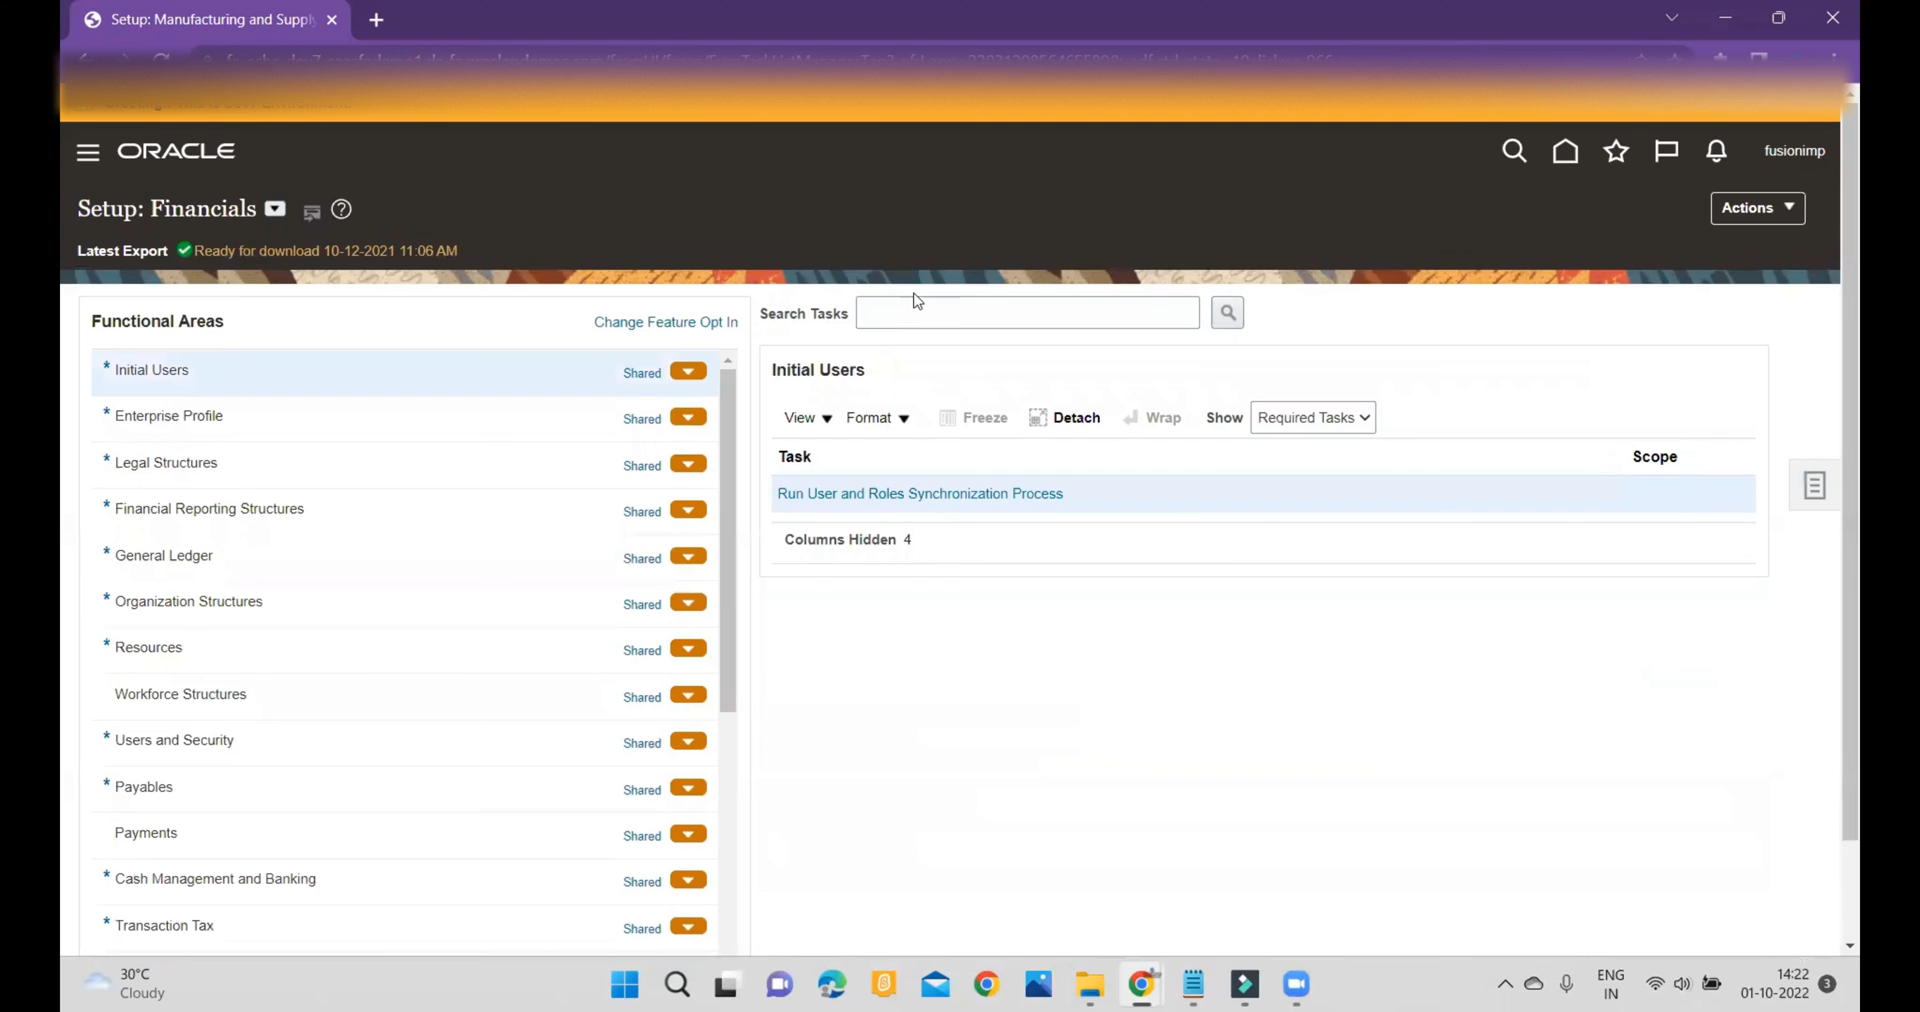 Setup: Manufacturing and Supply
ORACLE
fusionimp
Setup: Financials
Actions
Latest Export Ready for download 10-12-2021 11:06 AM
Functional Areas
Change Feature Opt In
* Initial Users Shared
* Enterprise Profile Shared
* Legal Structures Shared
* Financial Reporting Structures Shared
* General Ledger Shared
* Organization Structures Shared
* Resources Shared
Workforce Structures Shared
* Users and Security Shared
* Payables Shared
Payments Shared
* Cash Management and Banking Shared
* Transaction Tax Shared
Search Tasks
Initial Users
View Format Freeze Detach Wrap Show Required Tasks
Task Scope
Run User and Roles Synchronization Process
Columns Hidden 4
30°C
Cloudy
ENG
IN
14:22
01-10-2022
3